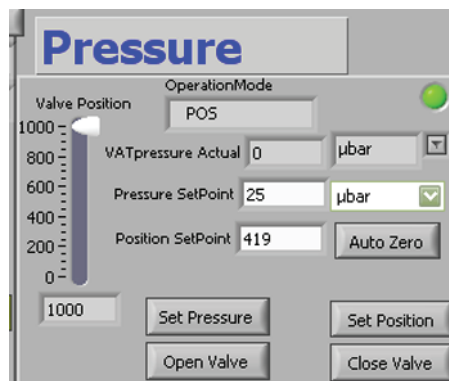 Pressure
OperationMode
Valve Position
POS
1000
800
VATpressure Actual 0 µbar
600
Pressure SetPoint 25 µbar
400
Position SetPoint 419 Auto Zero
200
0
1000
Set Pressure Set Position
Open Valve Close Valve